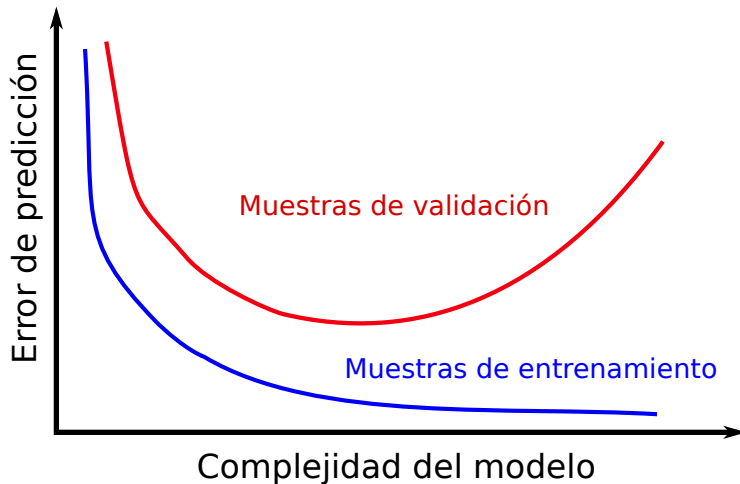 Error de predicción
Muestras de validación
Muestras de entrenamiento
Complejidad del modelo